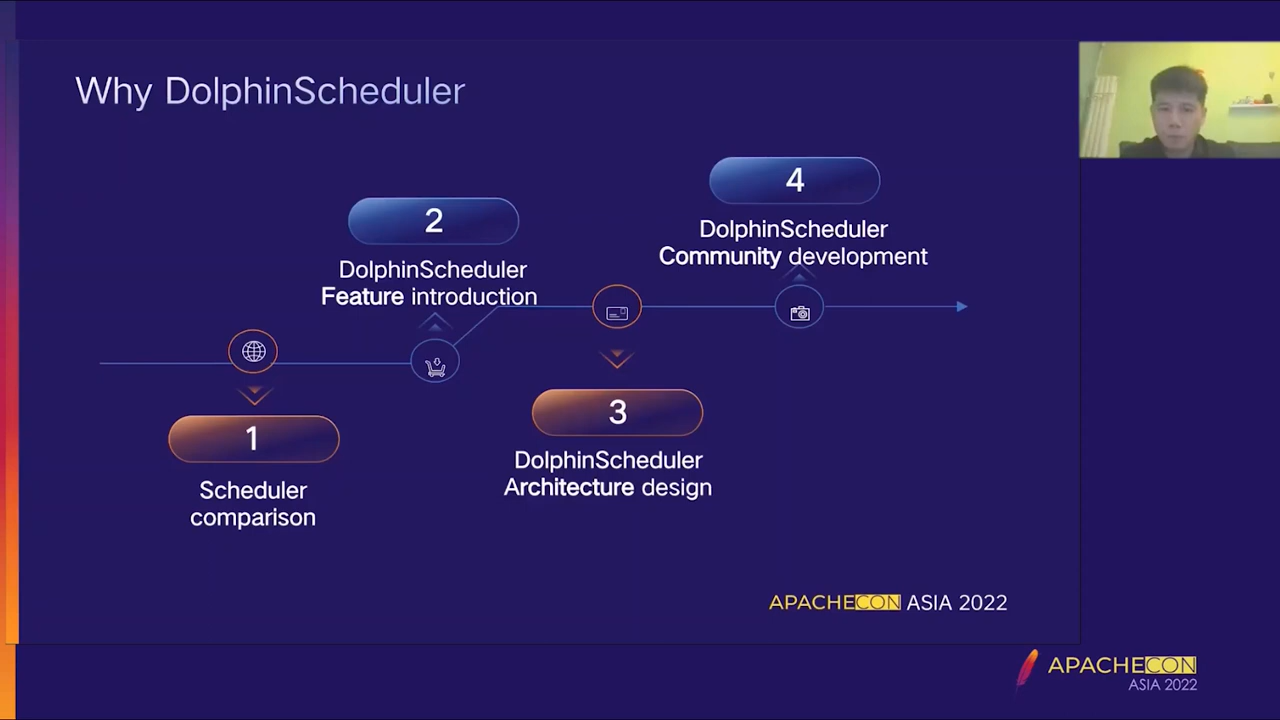 Why DolphinScheduler
1
Scheduler
comparison
2
DolphinScheduler
Feature introduction
3
DolphinScheduler
Architecture design
4
DolphinScheduler
Community development
APACHECON ASIA 2022
APACHECON
ASIA 2022